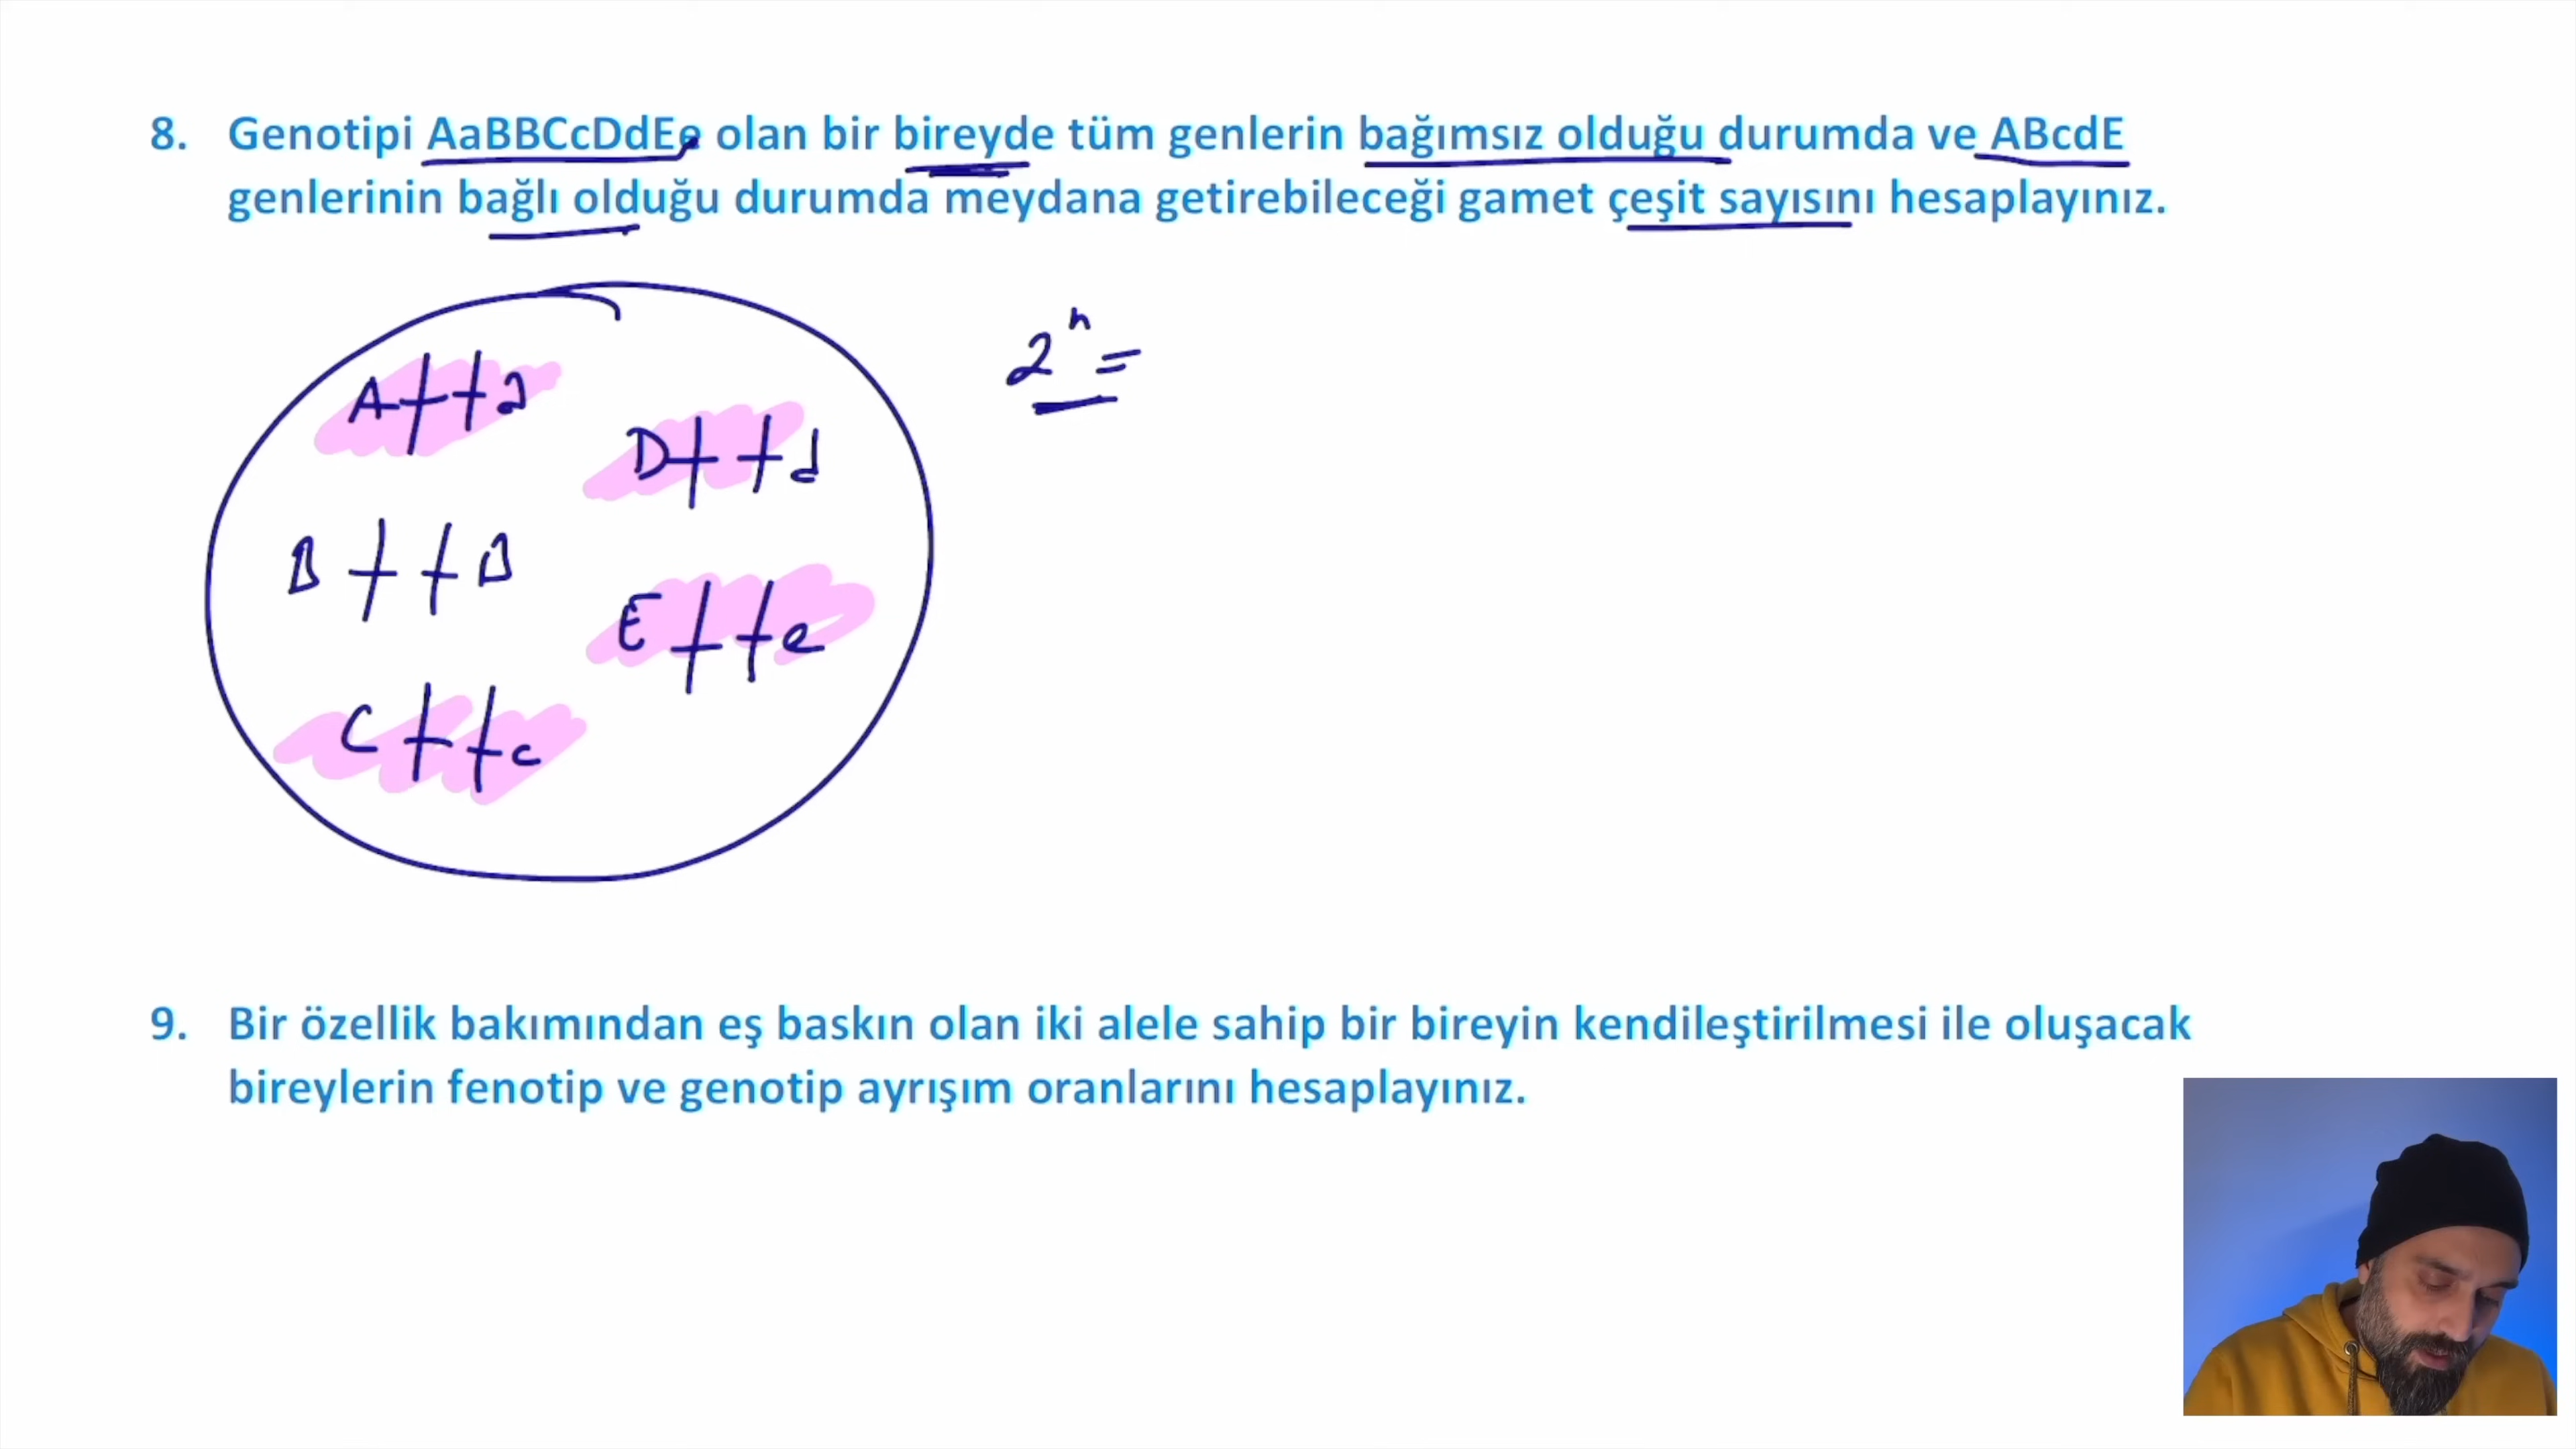 8. Genotipi AaBBCcDdEe olan bir bireyde tüm genlerin bağımsız olduğu durumda ve ABcdE
genlerinin bağlı olduğu durumda meydana getirebileceği gamet çeşit sayısını hesaplayınız.
2ⁿ =
A a
D d
B B
E e
C c
9. Bir özellik bakımından eş baskın olan iki alele sahip bir bireyin kendileştirilmesi ile oluşacak
bireylerin fenotip ve genotip ayrışım oranlarını hesaplayınız.